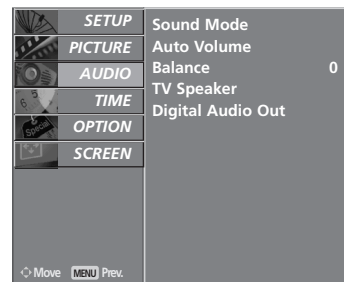 SETUP
PICTURE
AUDIO
TIME
OPTION
SCREEN
Sound Mode
Auto Volume
Balance 0
TV Speaker
Digital Audio Out
Special
Move MENU Prev.